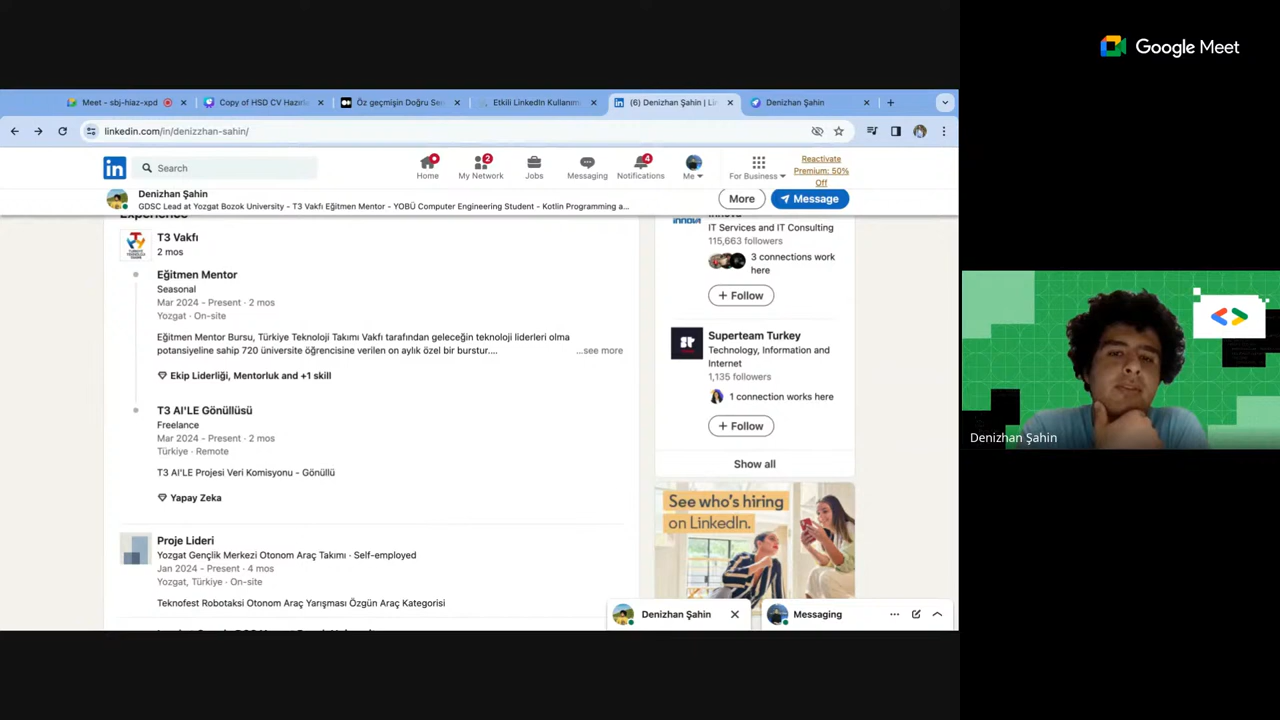 Google Meet
Meet - sbj-hiaz-xpd
Copy of HSD CV Hazırl
Öz geçmişin Doğru Se
Etkili LinkedIn Kullanım
(6) Denizhan Şahin | Lin
Denizhan Şahin
linkedin.com/in/denizzhan-sahin/
in
Search
Home
2
My Network
Jobs
Messaging
4
Notifications
Me
For Business
Reactivate
Premium: 50%
Off
Denizhan Şahin
GDSC Lead at Yozgat Bozok University - T3 Vakfı Eğitmen Mentor - YOBÜ Computer Engineering Student - Kotlin Programming a...
More
Message
Experience
T3 Vakfı
2 mos
Eğitmen Mentor
Seasonal
Mar 2024 - Present · 2 mos
Yozgat · On-site
Eğitmen Mentor Bursu, Türkiye Teknoloji Takımı Vakfı tarafından geleceğin teknoloji liderleri olma
potansiyeline sahip 720 üniversite öğrencisine verilen on aylık özel bir burstur....
...see more
Ekip Liderliği, Mentorluk and +1 skill
T3 AI'LE Gönüllüsü
Freelance
Mar 2024 - Present · 2 mos
Türkiye · Remote
T3 AI'LE Projesi Veri Komisyonu - Gönüllü
Yapay Zeka
Proje Lideri
Yozgat Gençlik Merkezi Otonom Araç Takımı · Self-employed
Jan 2024 - Present · 4 mos
Yozgat, Türkiye · On-site
Teknofest Robotaksi Otonom Araç Yarışması Özgün Araç Kategorisi
innova
IT Services and IT Consulting
115,663 followers
3 connections work
here
+ Follow
Superteam Turkey
Technology, Information and
Internet
1,135 followers
1 connection works here
+ Follow
Show all
See who's hiring
on LinkedIn.
Denizhan Şahin
Messaging
Denizhan Şahin